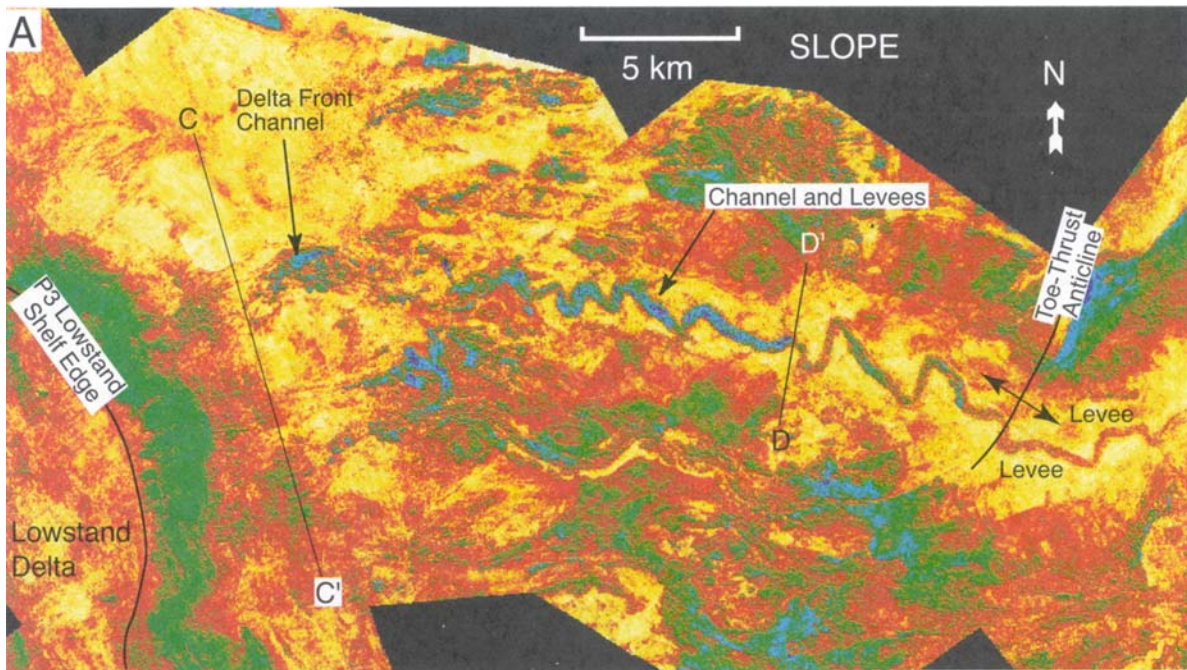 A
5 km
SLOPE
N
C
Delta Front
Channel
Channel and Levees
D'
Toe-Thrust
Anticline
P3 Lowstand
Shelf Edge
D
Levee
Levee
Lowstand
Delta
C'